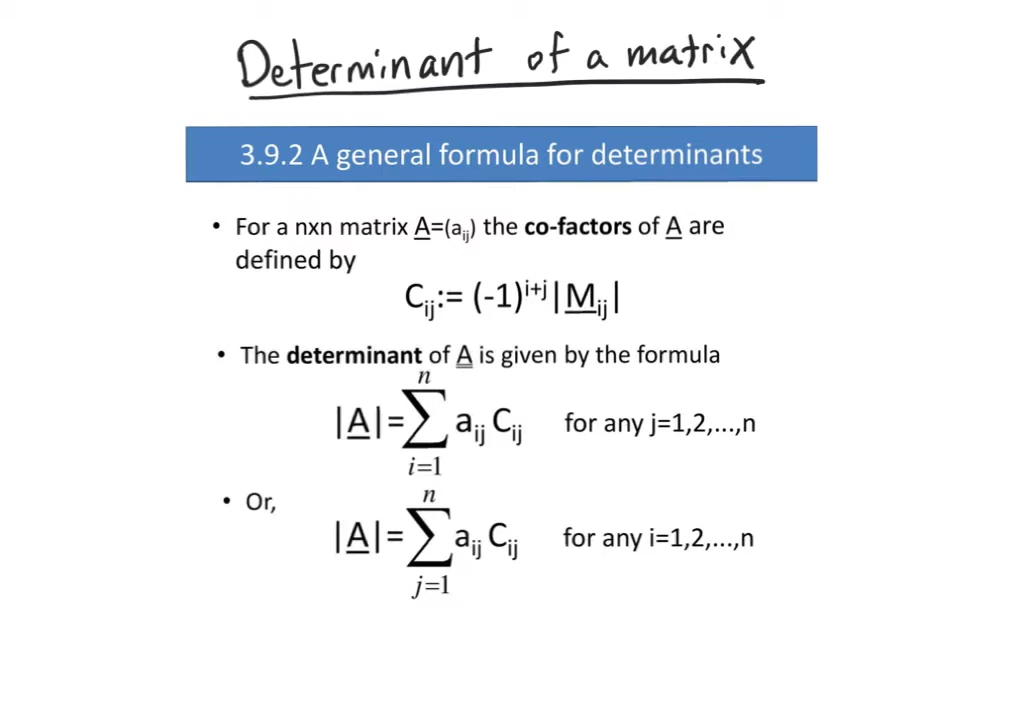 Determinant of a matrix
3.9.2 A general formula for determinants
• For a nxn matrix A=(aij) the co-factors of A are
defined by
Cij:= (-1)i+j|Mij|
• The determinant of A is given by the formula
n
|A|=∑ aij Cij for any j=1,2,...,n
i=1
• Or,
n
|A|=∑ aij Cij for any i=1,2,...,n
j=1